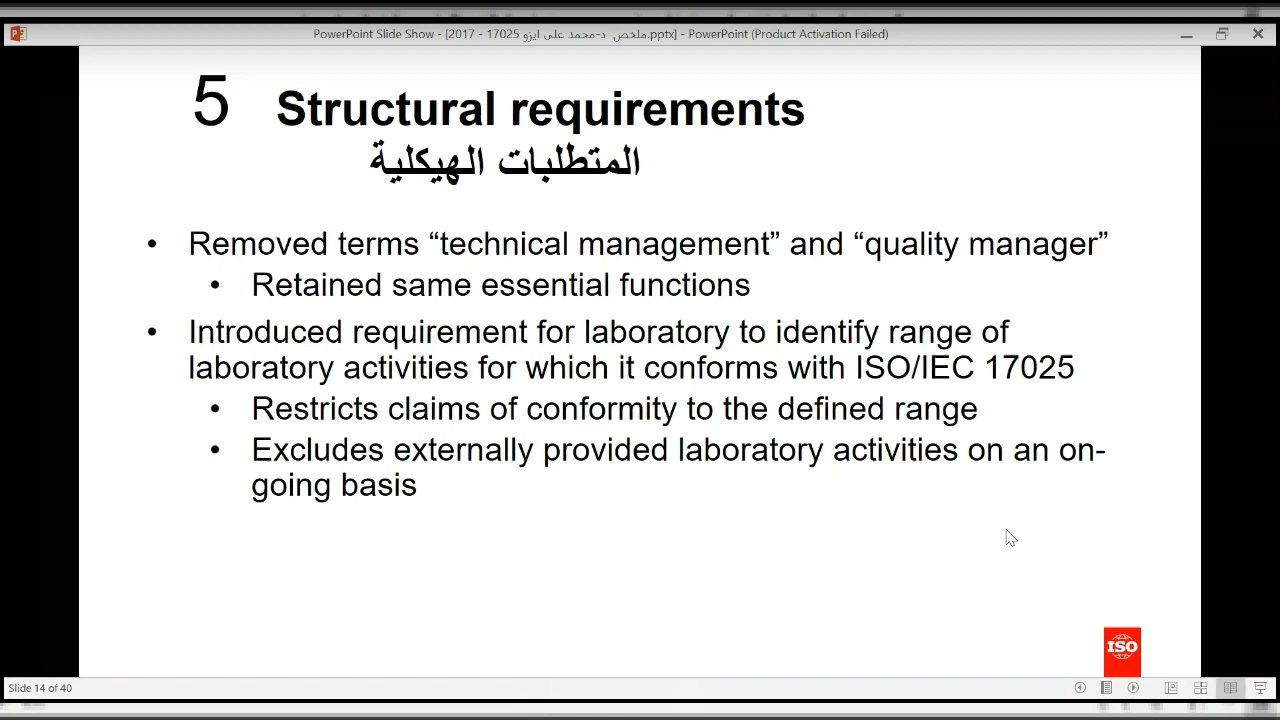 PowerPoint Slide Show - [2017 - 17025 ملخص د-محمد على ايزو.pptx] - PowerPoint (Product Activation Failed)
5 Structural requirements
المتطلبات الهيكلية
• Removed terms “technical management” and “quality manager”
• Retained same essential functions
• Introduced requirement for laboratory to identify range of
laboratory activities for which it conforms with ISO/IEC 17025
• Restricts claims of conformity to the defined range
• Excludes externally provided laboratory activities on an on-
going basis
ISO
Slide 14 of 40